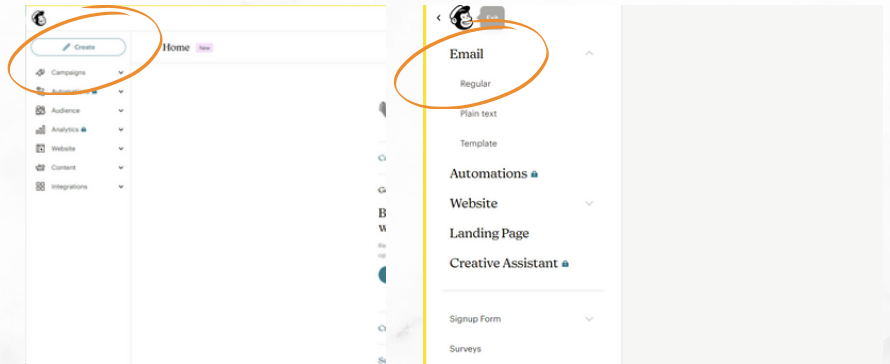 Create
Home New
Campaigns
Automations
Audience
Analytics
Website
Content
Integrations
Exit
Email
Regular
Plain text
Template
Automations
Website
Landing Page
Creative Assistant
Signup Form
Surveys